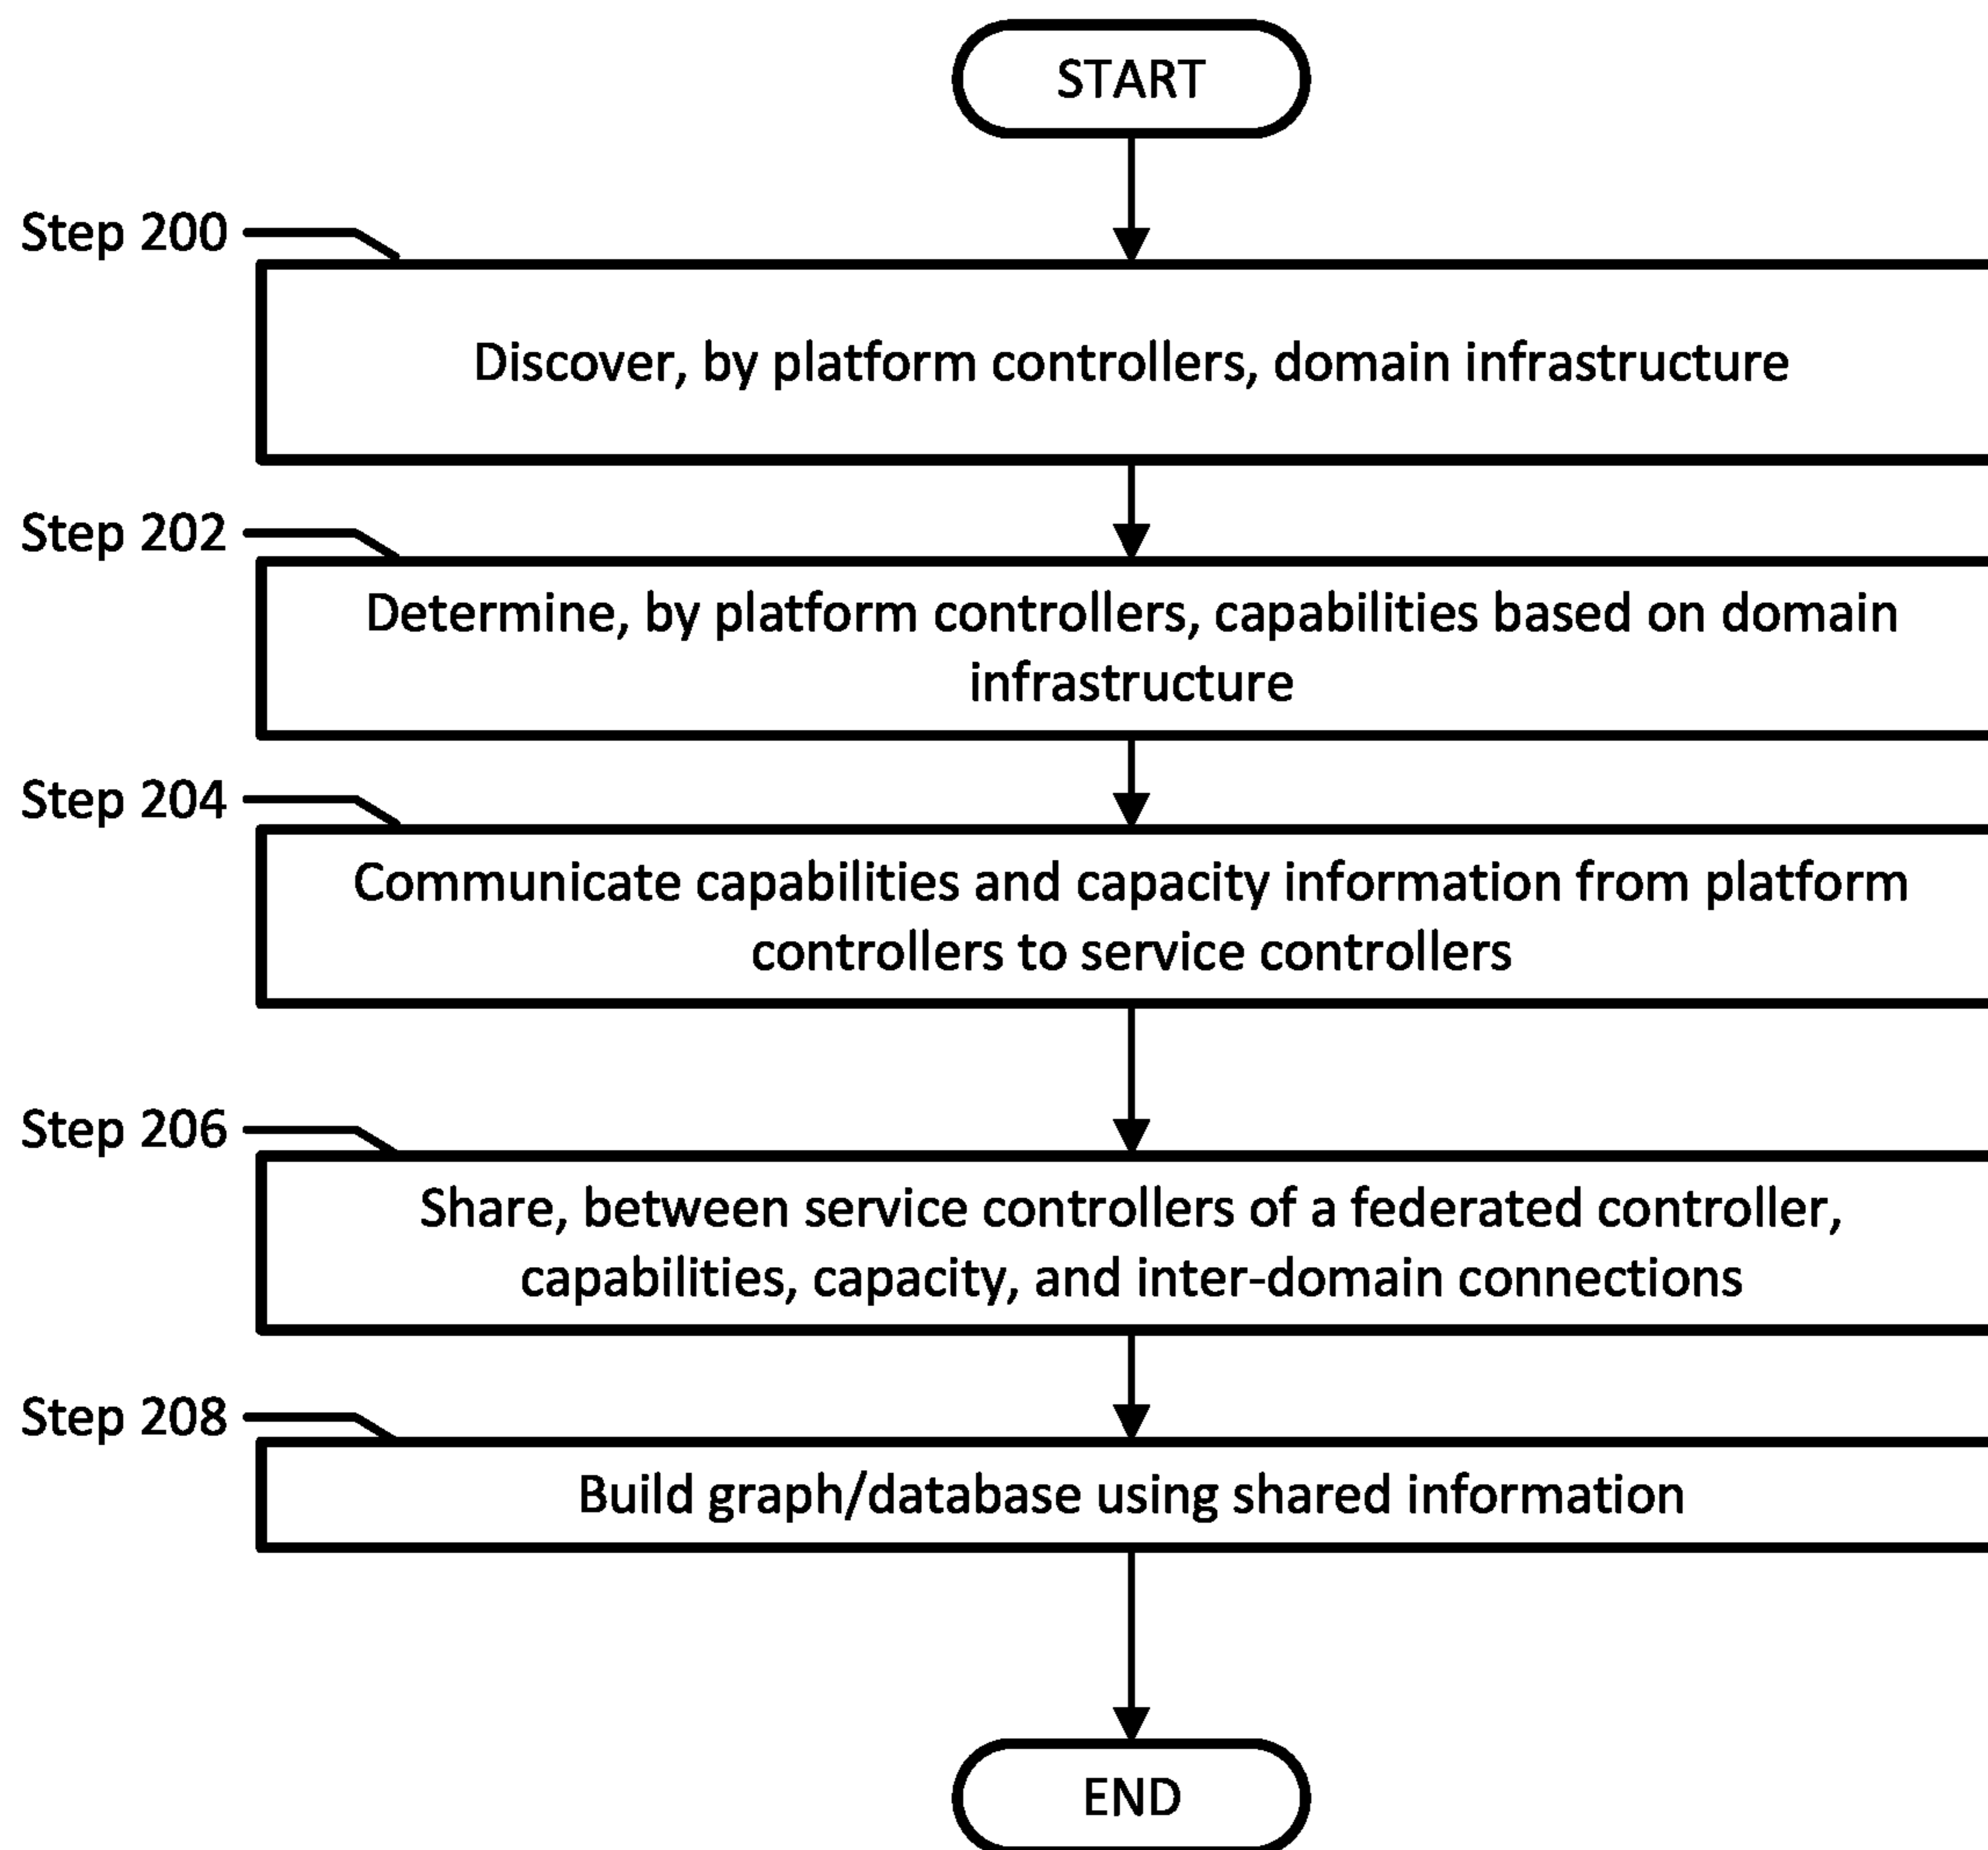 START
Step 200
Discover, by platform controllers, domain infrastructure
Step 202
Determine, by platform controllers, capabilities based on domain
infrastructure
Step 204
Communicate capabilities and capacity information from platform
controllers to service controllers
Step 206
Share, between service controllers of a federated controller,
capabilities, capacity, and inter-domain connections
Step 208
Build graph/database using shared information
END